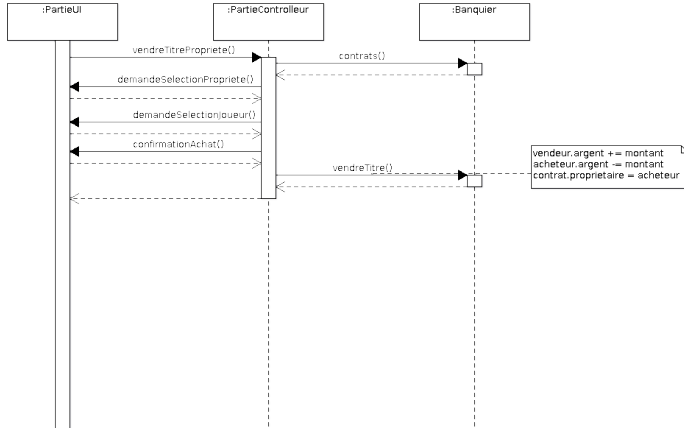 :PartieUI
:PartieControlleur
:Banquier
vendreTitrePropriete()
contrats()
demandeSelectionPropriete()
demandeSelectionJoueur()
confirmationAchat()
vendreTitre()
vendeur.argent += montant
acheteur.argent -= montant
contrat.proprietaire = acheteur